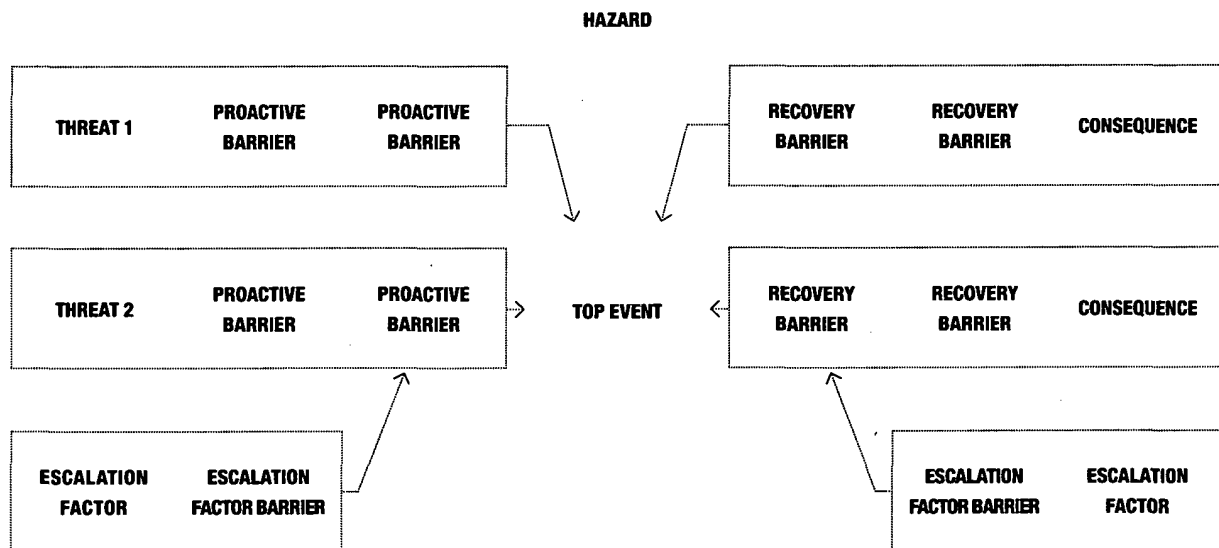 HAZARD
THREAT 1
PROACTIVE
BARRIER
PROACTIVE
BARRIER
RECOVERY
BARRIER
RECOVERY
BARRIER
CONSEQUENCE
THREAT 2
PROACTIVE
BARRIER
PROACTIVE
BARRIER
TOP EVENT
RECOVERY
BARRIER
RECOVERY
BARRIER
CONSEQUENCE
ESCALATION
FACTOR
ESCALATION
FACTOR BARRIER
ESCALATION
FACTOR BARRIER
ESCALATION
FACTOR